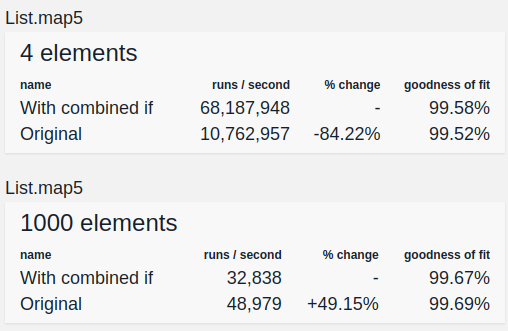 List.map5
4 elements
name runs / second % change goodness of fit
With combined if 68,187,948 - 99.58%
Original 10,762,957 -84.22% 99.52%
List.map5
1000 elements
name runs / second % change goodness of fit
With combined if 32,838 - 99.67%
Original 48,979 +49.15% 99.69%